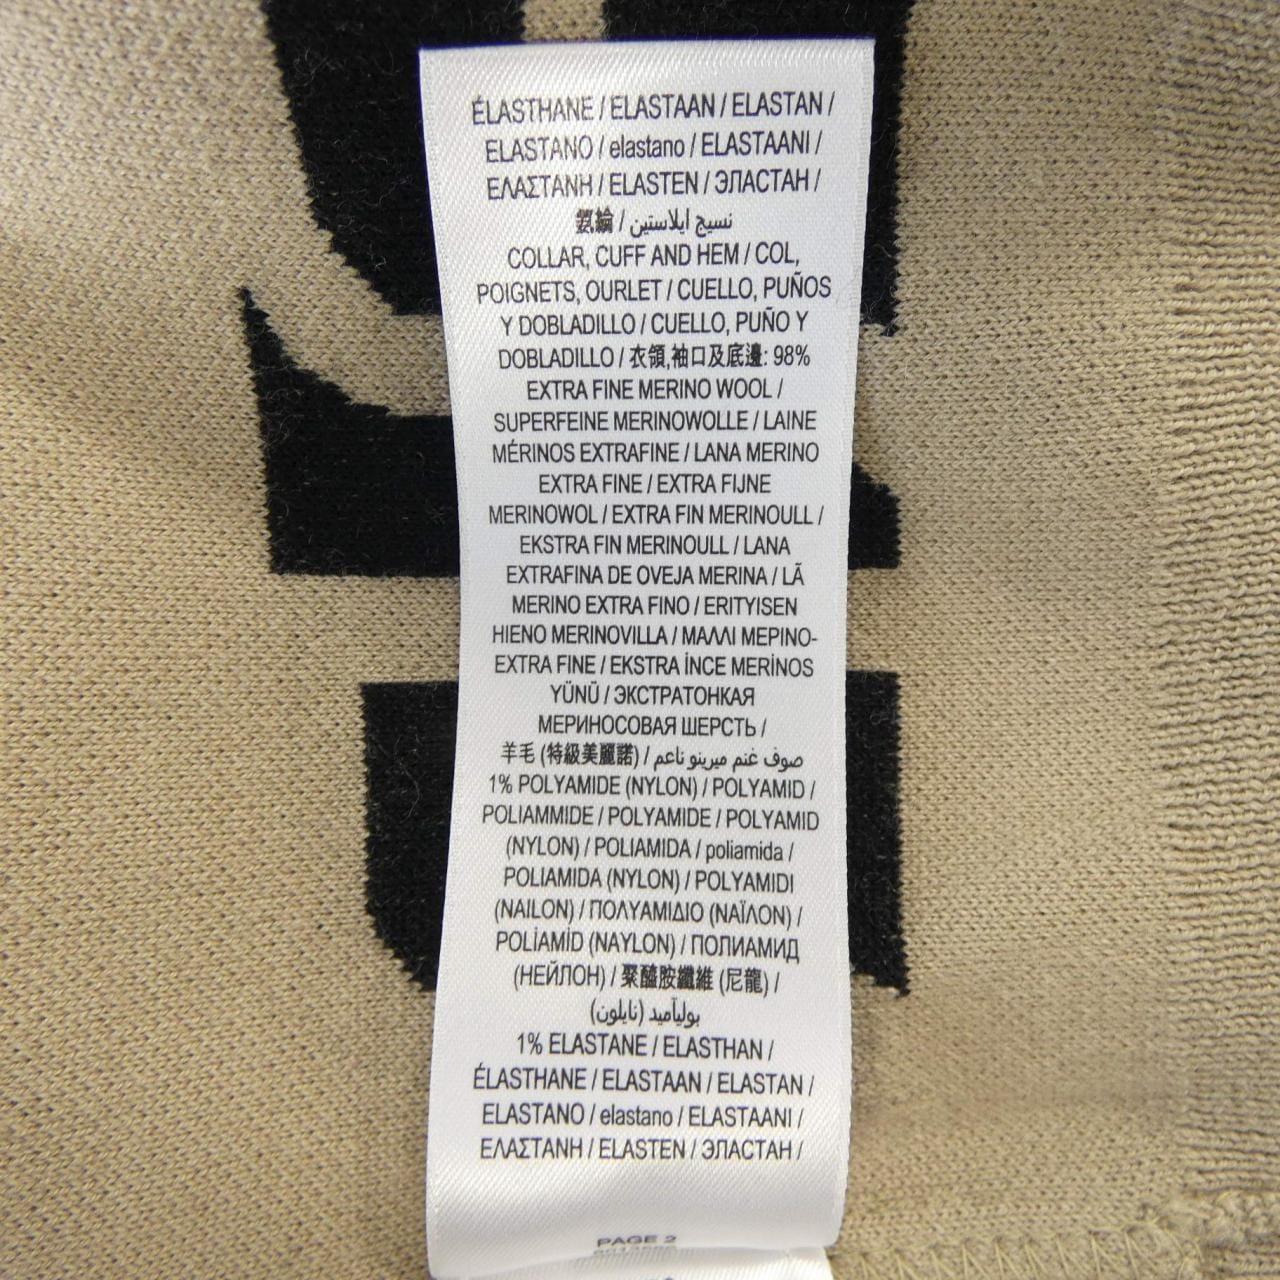 ÉLASTHANE / ELASTAAN / ELASTAN /
ELASTANO / elastano / ELASTAANI /
ΕΛΑΣΤΑΝΗ / ELASTEN / ЭЛАСТАН /
氨綸 / نسيج ايلاستين
COLLAR, CUFF AND HEM / COL,
POIGNETS, OURLET / CUELLO, PUÑOS
Y DOBLADILLO / CUELLO, PUÑO Y
DOBLADILLO / 衣領,袖口及底邊: 98%
EXTRA FINE MERINO WOOL /
SUPERFEINE MERINOWOLLE / LAINE
MÉRINOS EXTRAFINE / LANA MERINO
EXTRA FINE / EXTRA FIJNE
MERINOWOL / EXTRA FIN MERINOULL /
EKSTRA FIN MERINOULL / LANA
EXTRAFINA DE OVEJA MERINA / LÃ
MERINO EXTRA FINO / ERITYISEN
HIENO MERINOVILLA / ΜΑΛΛΙ ΜΕΡΙΝΟ-
EXTRA FINE / EKSTRA İNCE MERİNOS
YÜNÜ / ЭКСТРАТОНКАЯ
МЕРИНОСОВАЯ ШЕРСТЬ /
羊毛 (特級美麗諾) / صوف غنم ميرينو ناعم
1% POLYAMIDE (NYLON) / POLYAMID /
POLIAMMIDE / POLYAMIDE / POLYAMID
(NYLON) / POLIAMIDA / poliamida /
POLIAMIDA (NYLON) / POLYAMIDI
(NAILON) / ΠΟΛΥΑΜΙΔΙΟ (ΝΑΪΛΟΝ) /
POLİAMİD (NAYLON) / ПОЛИАМИД
(НЕЙЛОН) / 聚醯胺纖維 (尼龍) /
بوليآميد (نايلون)
1% ELASTANE / ELASTHAN /
ÉLASTHANE / ELASTAAN / ELASTAN /
ELASTANO / elastano / ELASTAANI /
ΕΛΑΣΤΑΝΗ / ELASTEN / ЭЛАСТАН /
PAGE 2